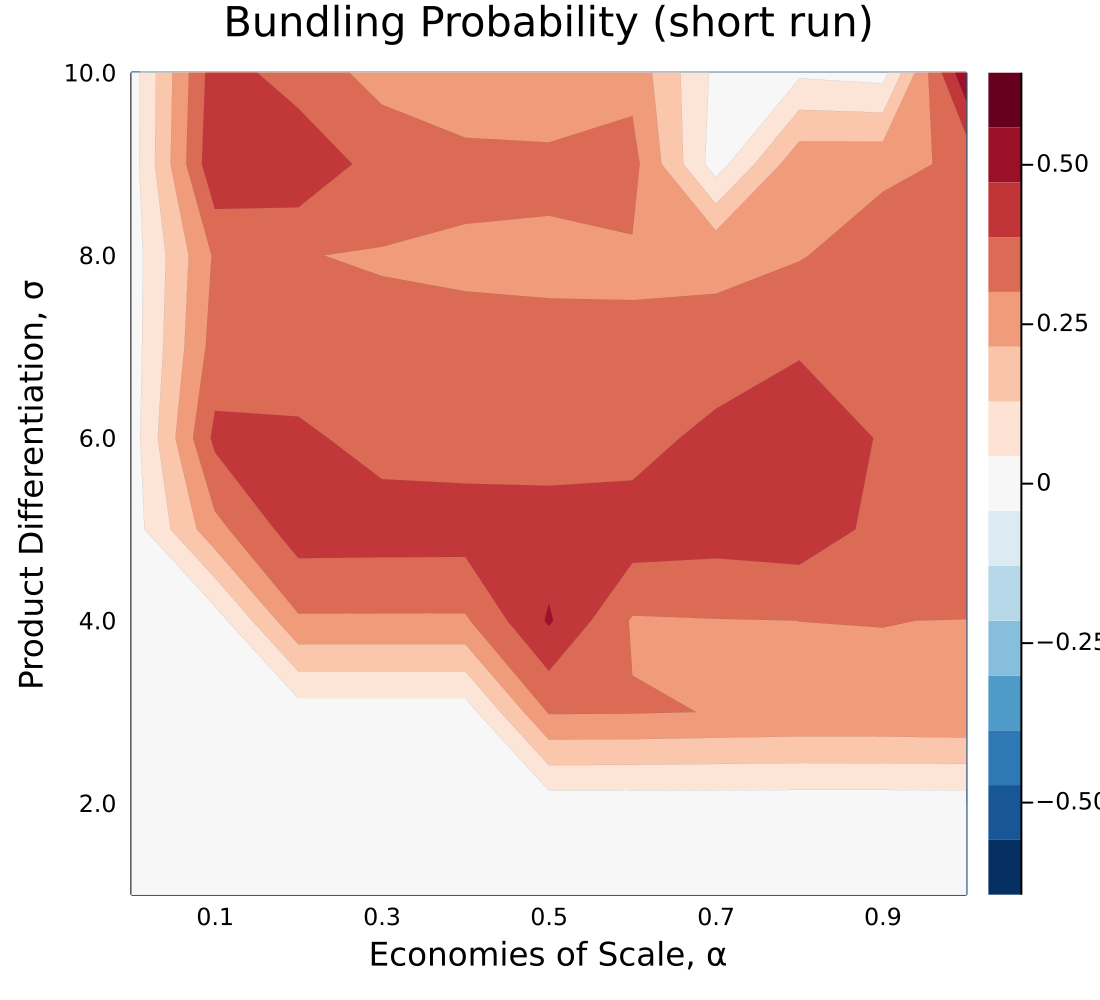 Bundling Probability (short run)
10.0
8.0
6.0
4.0
2.0
Product Differentiation, σ
0.1 0.3 0.5 0.7 0.9
Economies of Scale, α
0.50
0.25
0
−0.25
−0.50